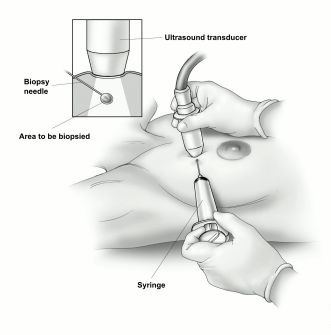 Ultrasound transducer
Biopsy
needle
Area to be biopsied
Syringe